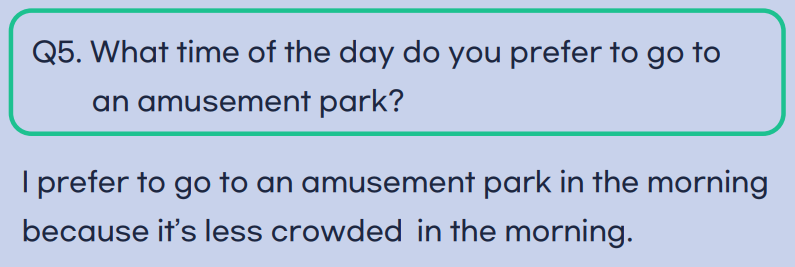 Q5. What time of the day do you prefer to go to
an amusement park?
I prefer to go to an amusement park in the morning
because it's less crowded  in the morning.